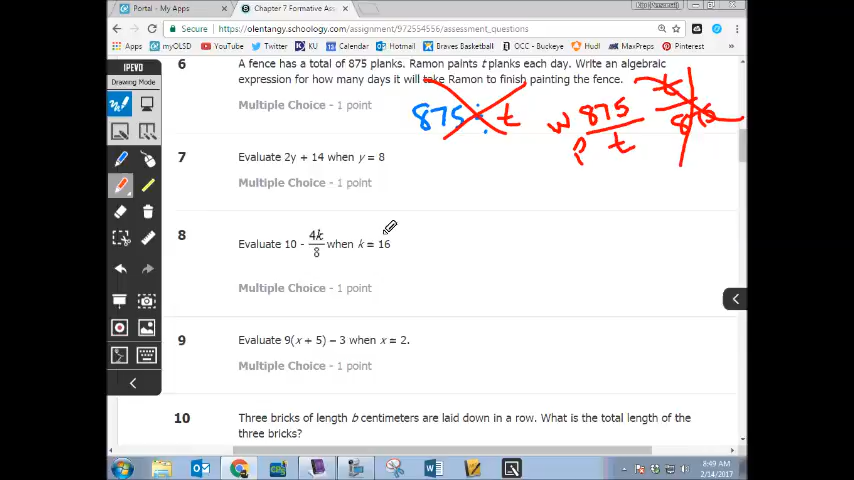 (Personal)
Portal - My Apps
Chapter 7 Formative Ass
Secure
https://olentangy.schoology.com/assignment/972554556/assessment_questions
Apps
myOLSD
YouTube
Twitter
KU
Calendar
Hotmail
Braves Basketball
OCC - Buckeye
Hudl
MaxPreps
Pinterest
IPEVO
Drawing Mode
6
A fence has a total of 875 planks. Ramon paints t planks each day. Write an algebraic
expression for how many days it will take Ramon to finish painting the fence.
Multiple Choice - 1 point
875 ÷ t
W 875
P t
t
875
7
Evaluate 2y + 14 when y = 8
Multiple Choice - 1 point
8
Evaluate 10 - 4k/8 when k = 16
Multiple Choice - 1 point
9
Evaluate 9(x + 5) – 3 when x = 2.
Multiple Choice - 1 point
10
Three bricks of length b centimeters are laid down in a row. What is the total length of the
three bricks?
8:49 AM
2/14/2017